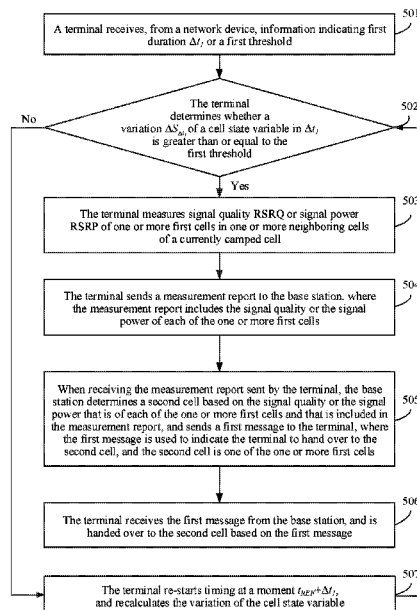 501
A terminal receives, from a network device, information indicating first
duration Δt1 or a first threshold
502
No
The terminal
determines whether a
variation ΔSΔt1 of a cell state variable in Δt1
is greater than or equal to the
first threshold
Yes
503
The terminal measures signal quality RSRQ or signal power
RSRP of one or more first cells in one or more neighboring cells
of a currently camped cell
504
The terminal sends a measurement report to the base station, where
the measurement report includes the signal quality or the signal
power of each of the one or more first cells
505
When receiving the measurement report sent by the terminal, the base
station determines a second cell based on the signal quality or the signal
power that is of each of the one or more first cells and that is included in
the measurement report, and sends a first message to the terminal, where
the first message is used to indicate the terminal to hand over to the
second cell, and the second cell is one of the one or more first cells
506
The terminal receives the first message from the base station, and is
handed over to the second cell based on the first message
507
The terminal re-starts timing at a moment tREF+Δt1,
and recalculates the variation of the cell state variable